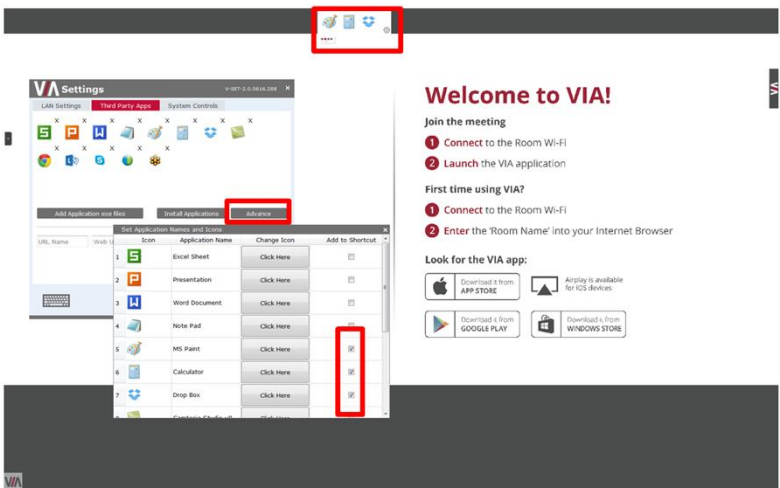 VIA Settings
V-SET-2.0.0616.288 ×
LAN Settings Third Party Apps System Controls
X X X X X X X X
X X X X X
Add Application exe files Install Applications Advance
URL Name
Set Application Names and Icons ×
Icon Application Name Change Icon Add to Shortcut
1 Excel Sheet Click Here
2 Presentation Click Here
3 Word Document Click Here
4 Note Pad Click Here
5 MS Paint Click Here
6 Calculator Click Here
7 Drop Box Click Here
Welcome to VIA!
Join the meeting
1 Connect to the Room Wi-Fi
2 Launch the VIA application
First time using VIA?
1 Connect to the Room Wi-Fi
2 Enter the 'Room Name' into your Internet Browser
Look for the VIA app:
Download it from
APP STORE
Airplay is available
for IOS devices
Download it from
GOOGLE PLAY
Download it from
WINDOWS STORE
VIA